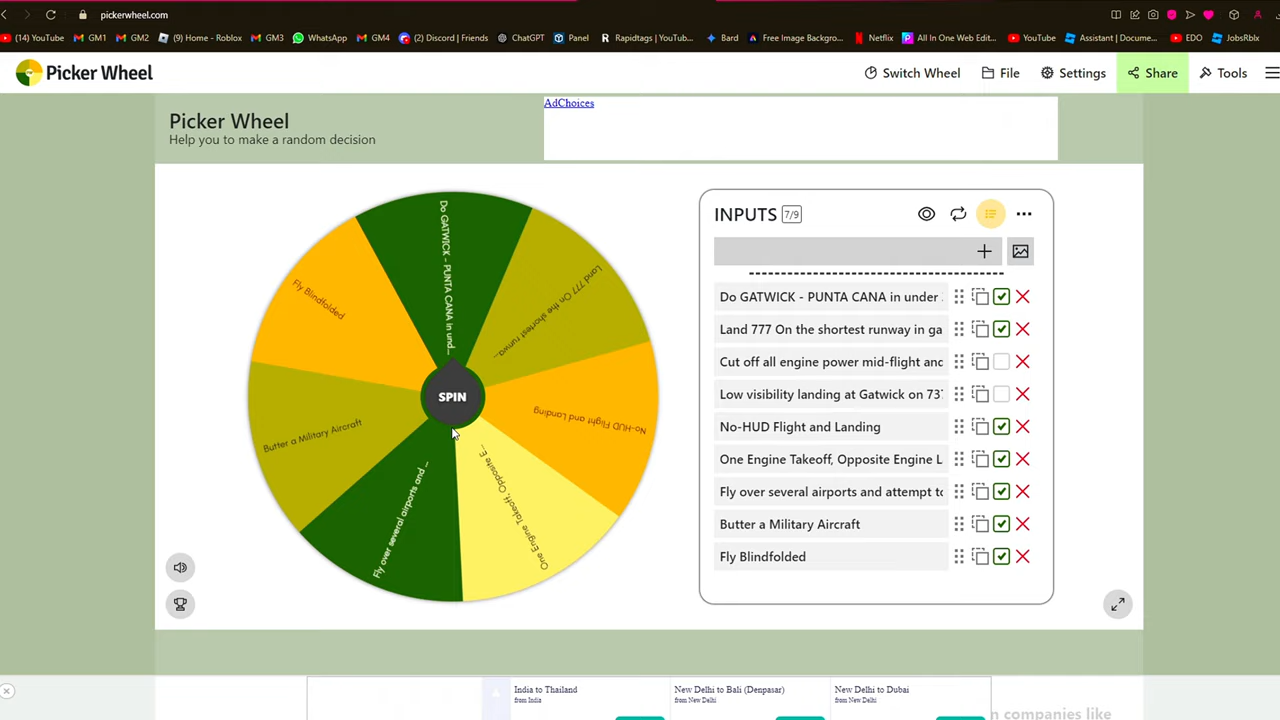 pickerwheel.com
(14) YouTube
GM1
GM2
(9) Home - Roblox
GM3
WhatsApp
GM4
(2) Discord | Friends
ChatGPT
Panel
Rapidtags | YouTub...
Bard
Free Image Backgro...
Netflix
All In One Web Edit...
YouTube
Assistant | Docume...
EDO
JobsRblx
Picker Wheel
Switch Wheel
File
Settings
Share
Tools
Picker Wheel
Help you to make a random decision
AdChoices
Do GATWICK - PUNTA CANA in und...
Land 777 On the shortest runwa...
No-HUD Flight and Landing
One Engine Takeoff, Opposite E...
Fly over several airports and ...
Butter a Military Aircraft
Fly Blindfolded
SPIN
INPUTS 7/9
Do GATWICK - PUNTA CANA in under
Land 777 On the shortest runway in ga
Cut off all engine power mid-flight and
Low visibility landing at Gatwick on 73
No-HUD Flight and Landing
One Engine Takeoff, Opposite Engine L
Fly over several airports and attempt to
Butter a Military Aircraft
Fly Blindfolded
India to Thailand
from India
New Delhi to Bali (Denpasar)
from New Delhi
New Delhi to Dubai
from New Delhi
n companies like